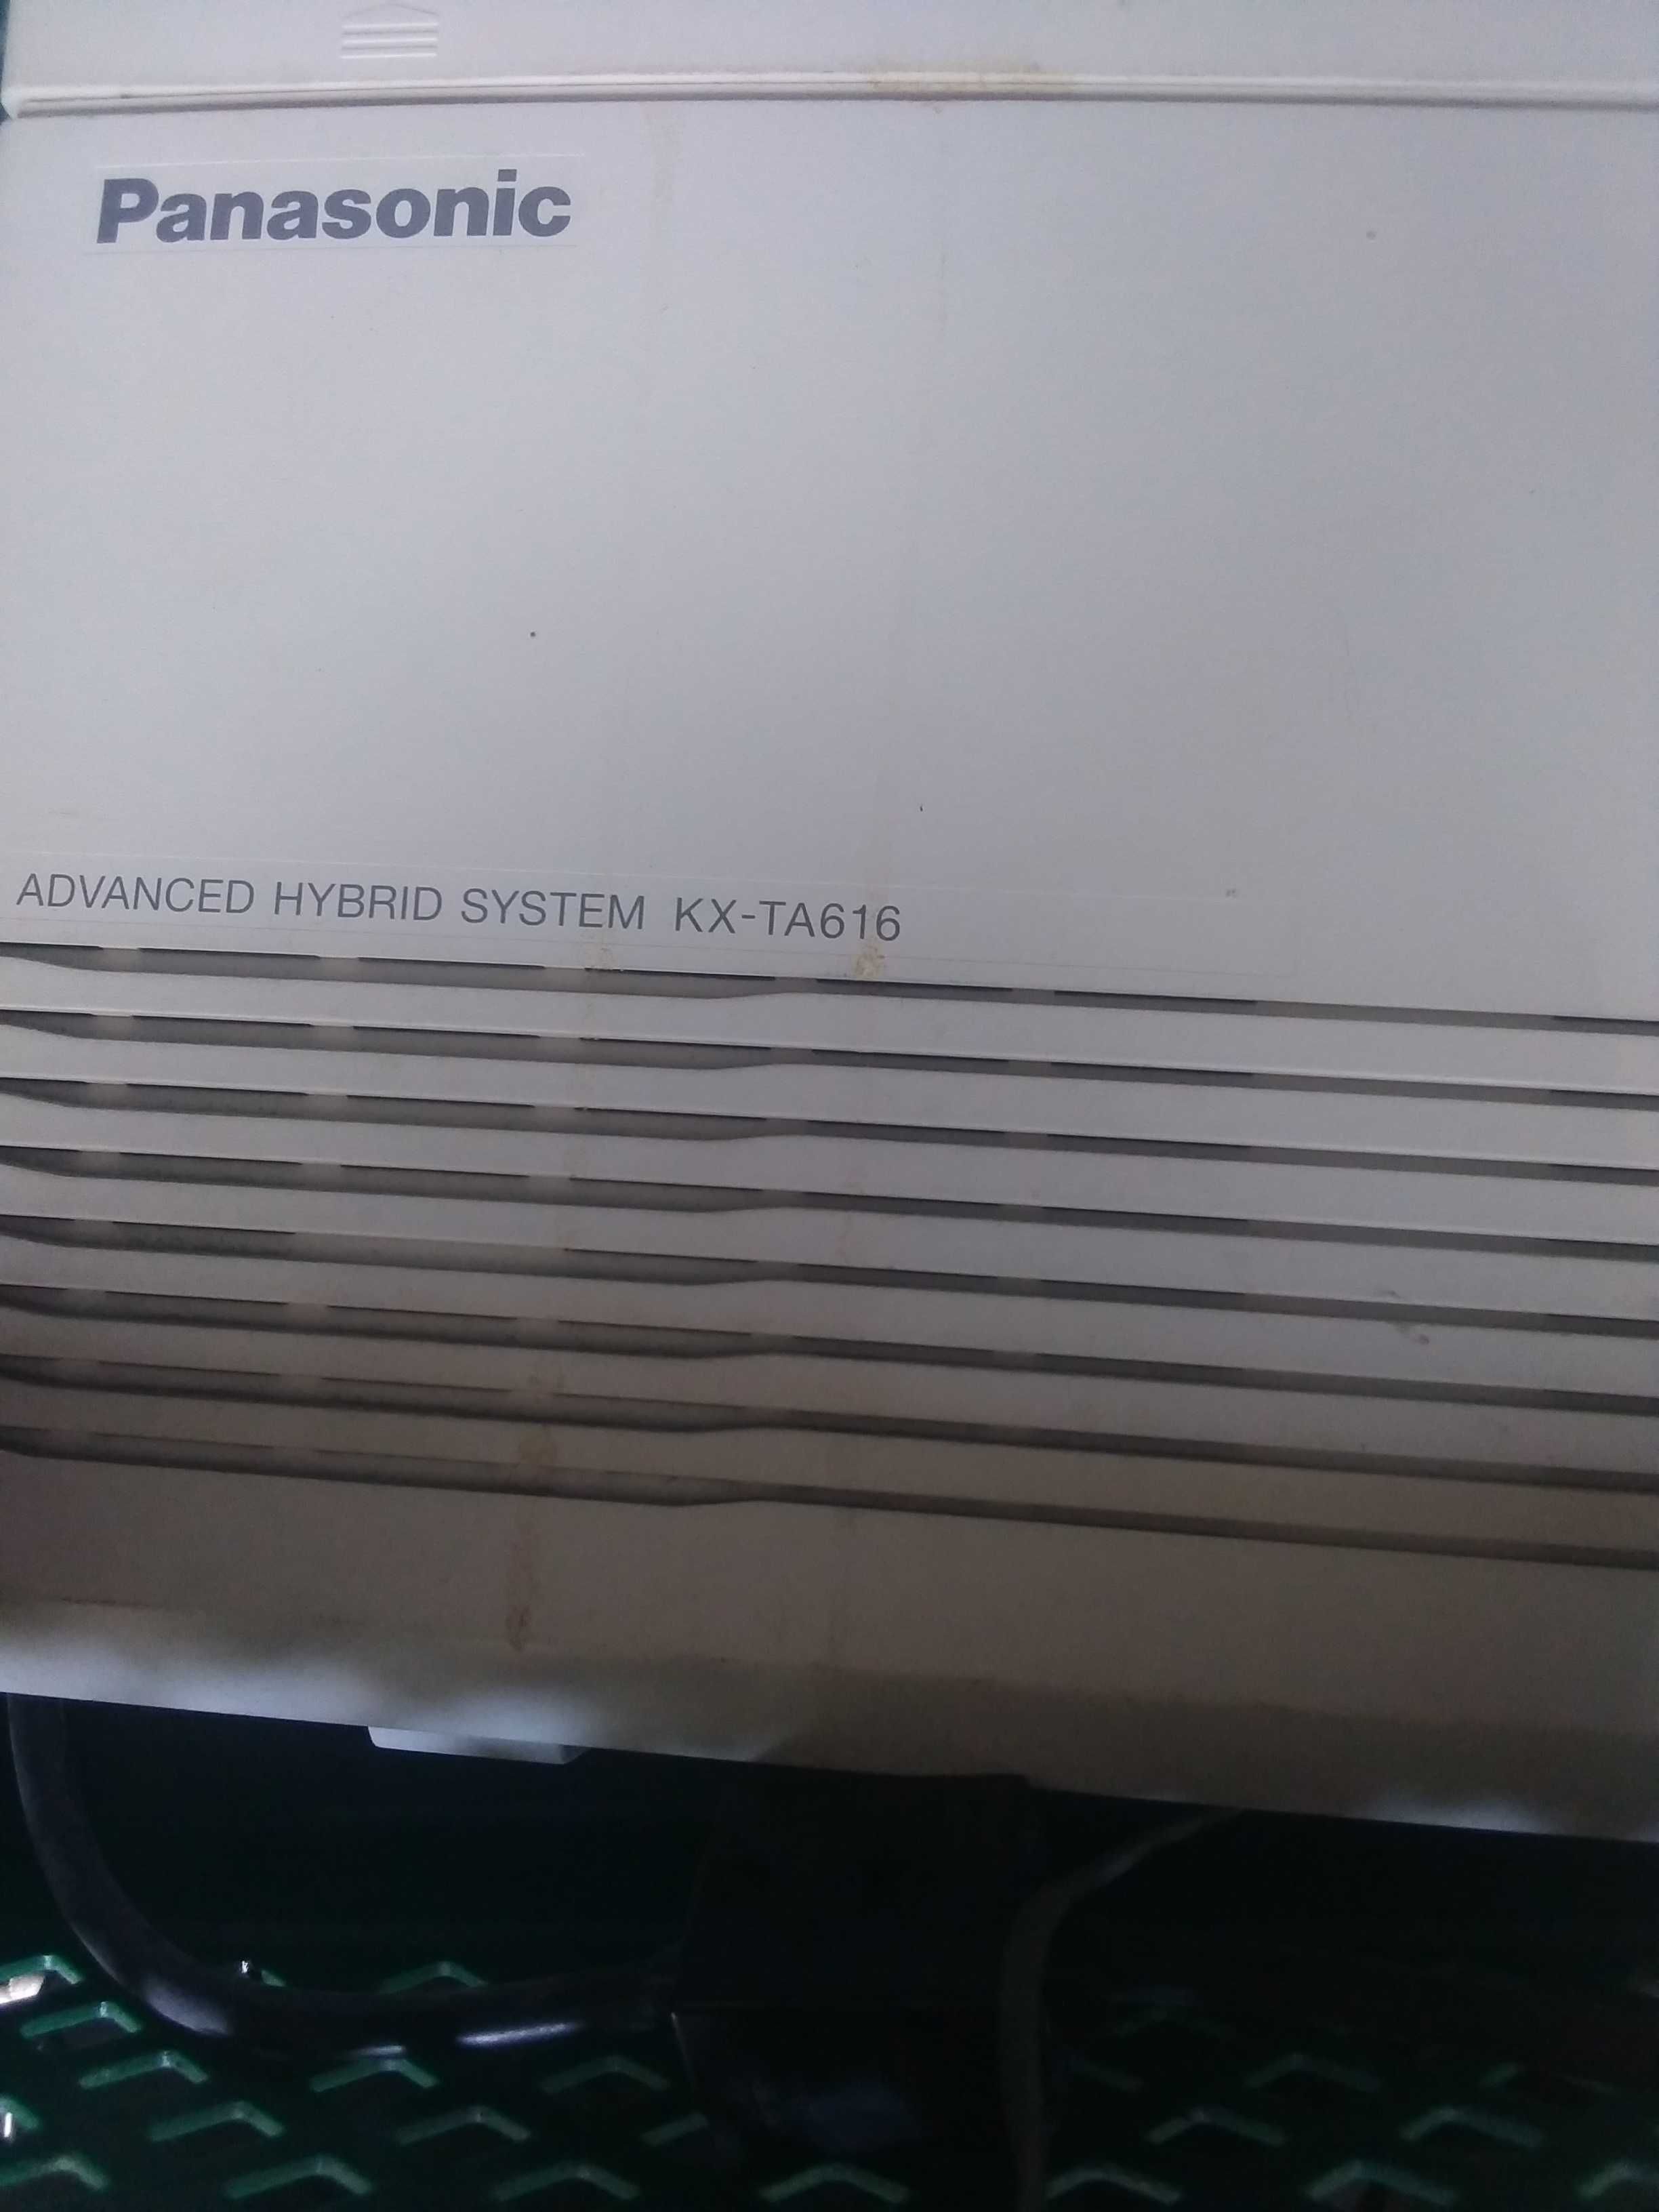 Panasonic
ADVANCED HYBRID SYSTEM KX-TA616